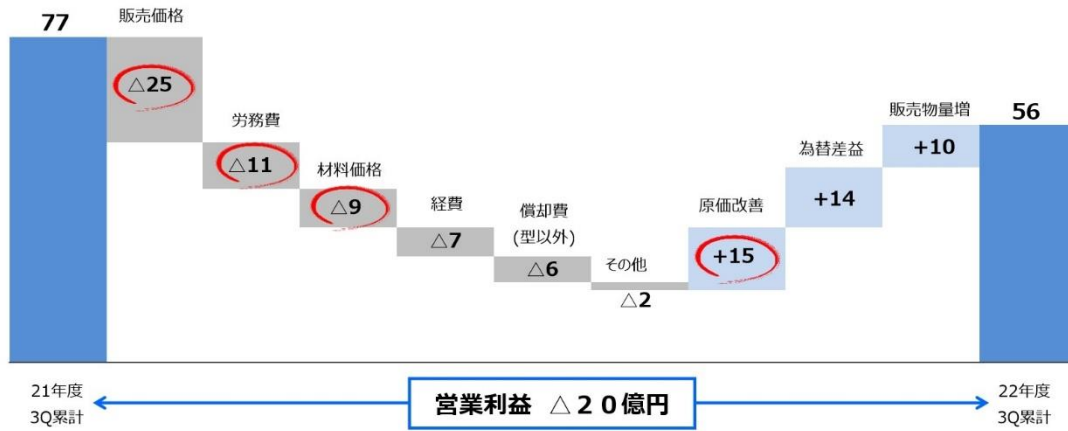 77
販売価格
△25
労務費
△11
材料価格
△9
経費
△7
償却費
(型以外)
△6
その他
△2
原価改善
+15
為替差益
+14
販売物量増
+10
56
21年度
3Q累計
営業利益 △２０億円
22年度
3Q累計